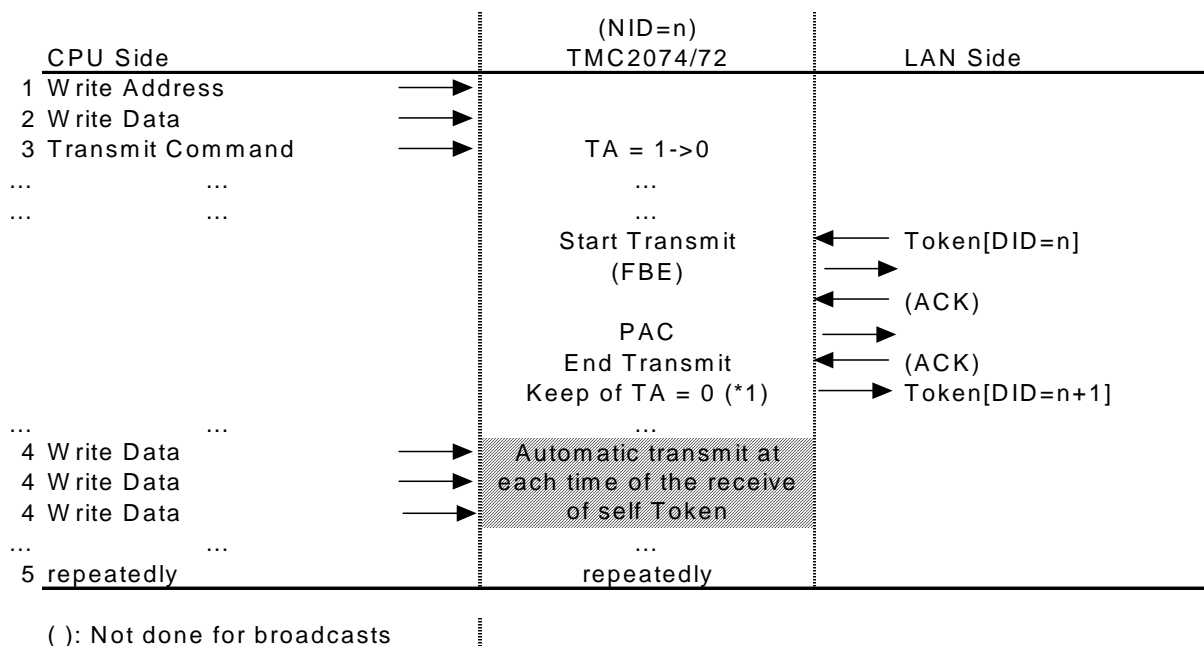 (NID=n)
CPU Side TMC2074/72 LAN Side
1 Write Address
2 Write Data
3 Transmit Command TA = 1->0
... ... ...
... ... ...
Start Transmit Token[DID=n]
(FBE)
(ACK)
PAC
End Transmit (ACK)
Keep of TA = 0 (*1) Token[DID=n+1]
... ... ...
4 Write Data Automatic transmit at
4 Write Data each time of the receive
4 Write Data of self Token
... ... ...
5 repeatedly repeatedly
( ): Not done for broadcasts